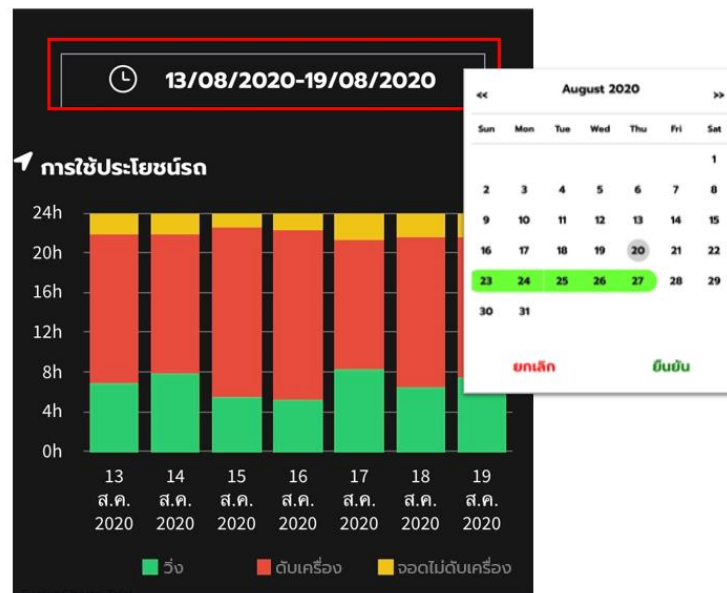 13/08/2020-19/08/2020
การใช้ประโยชน์รถ
24h
20h
16h
12h
8h
4h
0h
13 14 15 16 17 18 19
ส.ค. ส.ค. ส.ค. ส.ค. ส.ค. ส.ค. ส.ค.
2020 2020 2020 2020 2020 2020 2020
วิ่ง ดับเครื่อง จอดไม่ดับเครื่อง
<< August 2020 >>
Sun Mon Tue Wed Thu Fri Sat
1
2 3 4 5 6 7 8
9 10 11 12 13 14 15
16 17 18 19 20 21 22
23 24 25 26 27 28 29
30 31
ยกเลิก ยืนยัน